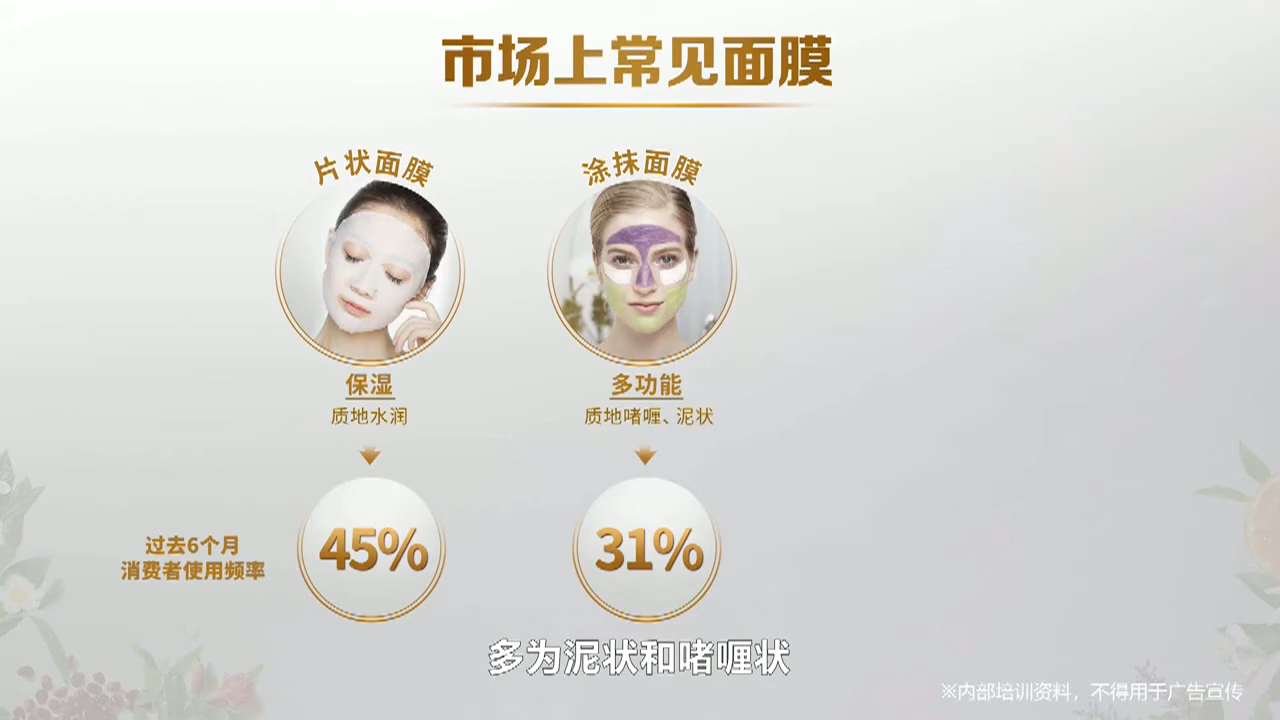 市场上常见面膜
片状面膜
涂抹面膜
保湿
多功能
质地水润
质地啫喱、泥状
过去6个月
消费者使用频率
45%
31%
多为泥状和啫喱状
※内部培训资料，不得用于广告宣传